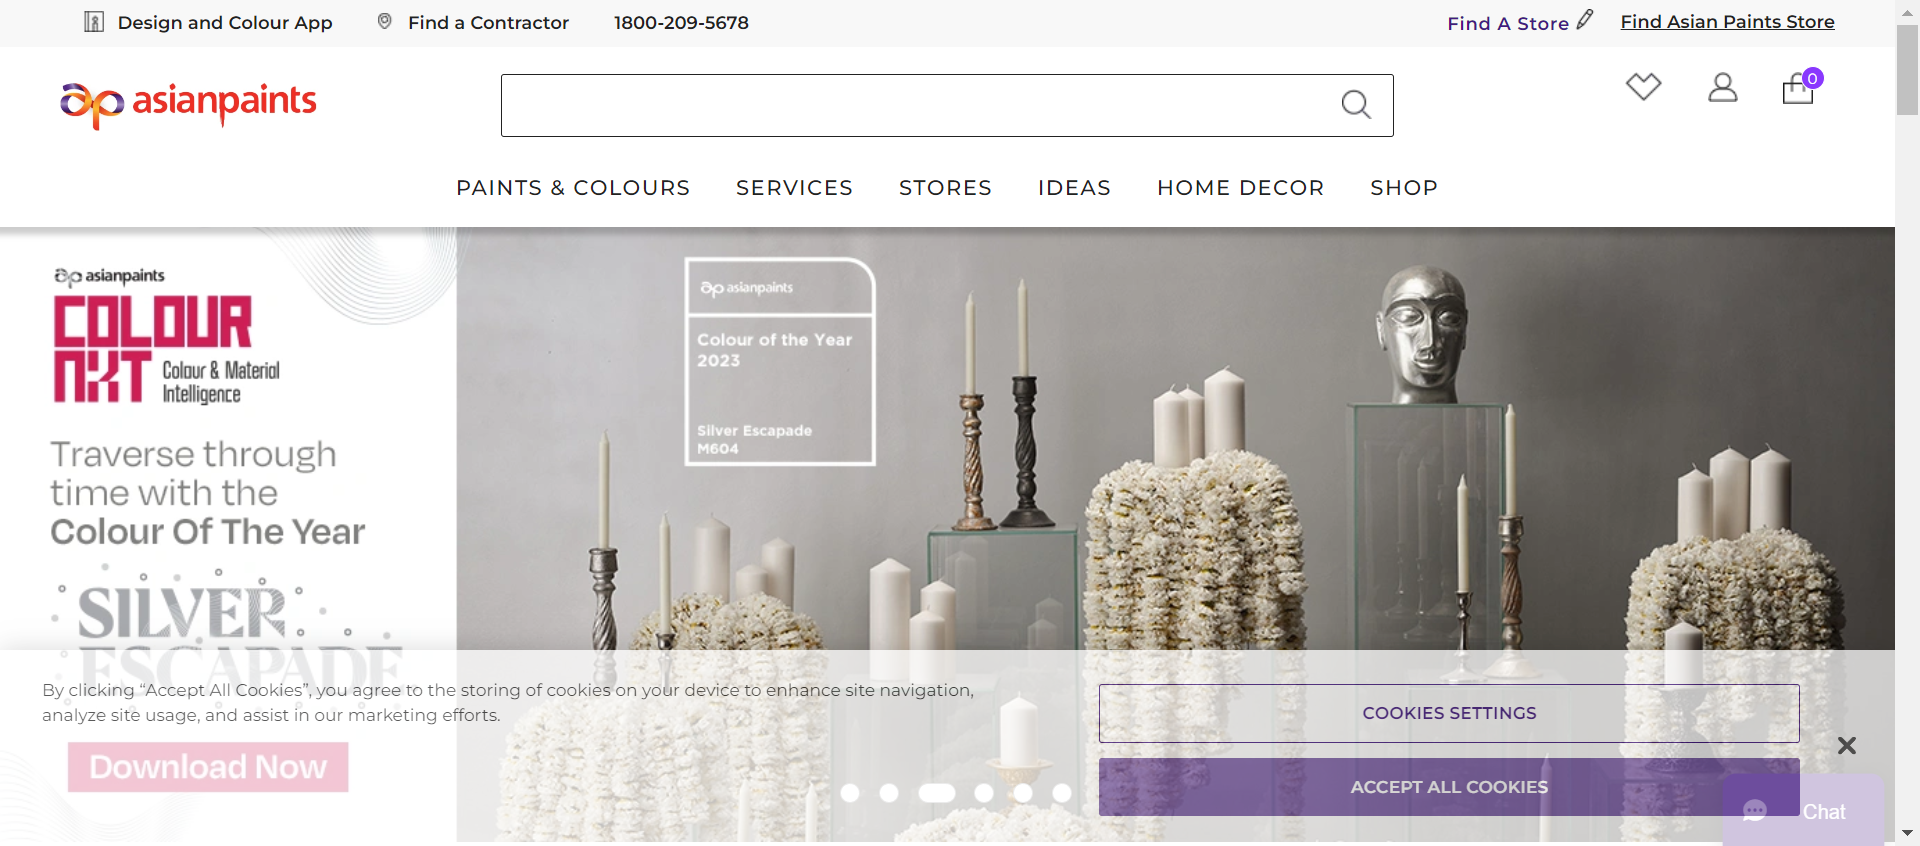 Design and Colour App
Find a Contractor
1800-209-5678
Find A Store
Find Asian Paints Store
asianpaints
0
PAINTS & COLOURS
SERVICES
STORES
IDEAS
HOME DECOR
SHOP
asianpaints
COLOUR
NXT
Colour & Material
Intelligence
Traverse through
time with the
Colour Of The Year
SILVER
ESCAPADE
asianpaints
Colour of the Year
2023
Silver Escapade
M604
By clicking “Accept All Cookies”, you agree to the storing of cookies on your device to enhance site navigation,
analyze site usage, and assist in our marketing efforts.
Download Now
COOKIES SETTINGS
ACCEPT ALL COOKIES
Chat